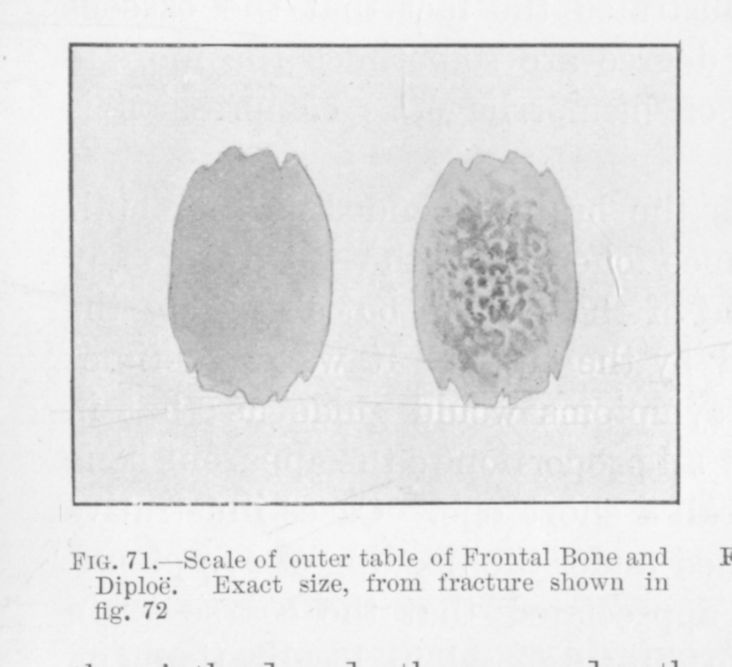 FIG. 71.—Scale of outer table of Frontal Bone and
Diploë. Exact size, from fracture shown in
fig. 72